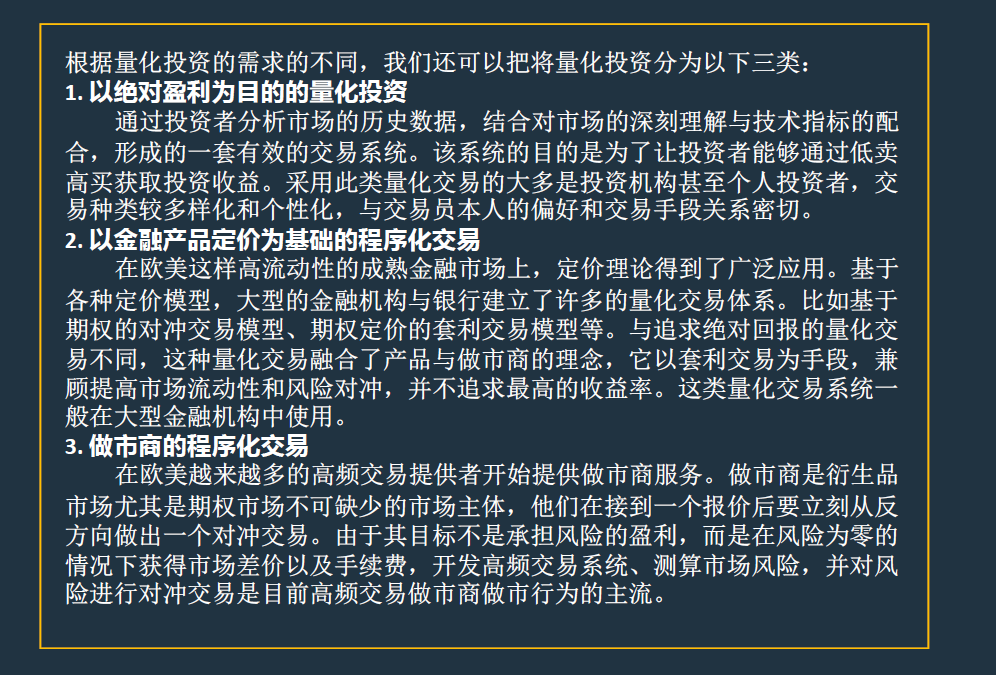 根据量化投资的需求的不同，我们还可以把将量化投资分为以下三类：
1. 以绝对盈利为目的的量化投资
通过投资者分析市场的历史数据，结合对市场的深刻理解与技术指标的配
合，形成的一套有效的交易系统。该系统的目的是为了让投资者能够通过低卖
高买获取投资收益。采用此类量化交易的大多是投资机构甚至个人投资者，交
易种类较多样化和个性化，与交易员本人的偏好和交易手段关系密切。
2. 以金融产品定价为基础的程序化交易
在欧美这样高流动性的成熟金融市场上，定价理论得到了广泛应用。基于
各种定价模型，大型的金融机构与银行建立了许多的量化交易体系。比如基于
期权的对冲交易模型、期权定价的套利交易模型等。与追求绝对回报的量化交
易不同，这种量化交易融合了产品与做市商的理念，它以套利交易为手段，兼
顾提高市场流动性和风险对冲，并不追求最高的收益率。这类量化交易系统一
般在大型金融机构中使用。
3. 做市商的程序化交易
在欧美越来越多的高频交易提供者开始提供做市商服务。做市商是衍生品
市场尤其是期权市场不可缺少的市场主体，他们在接到一个报价后要立刻从反
方向做出一个对冲交易。由于其目标不是承担风险的盈利，而是在风险为零的
情况下获得市场差价以及手续费，开发高频交易系统、测算市场风险，并对风
险进行对冲交易是目前高频交易做市商做市行为的主流。